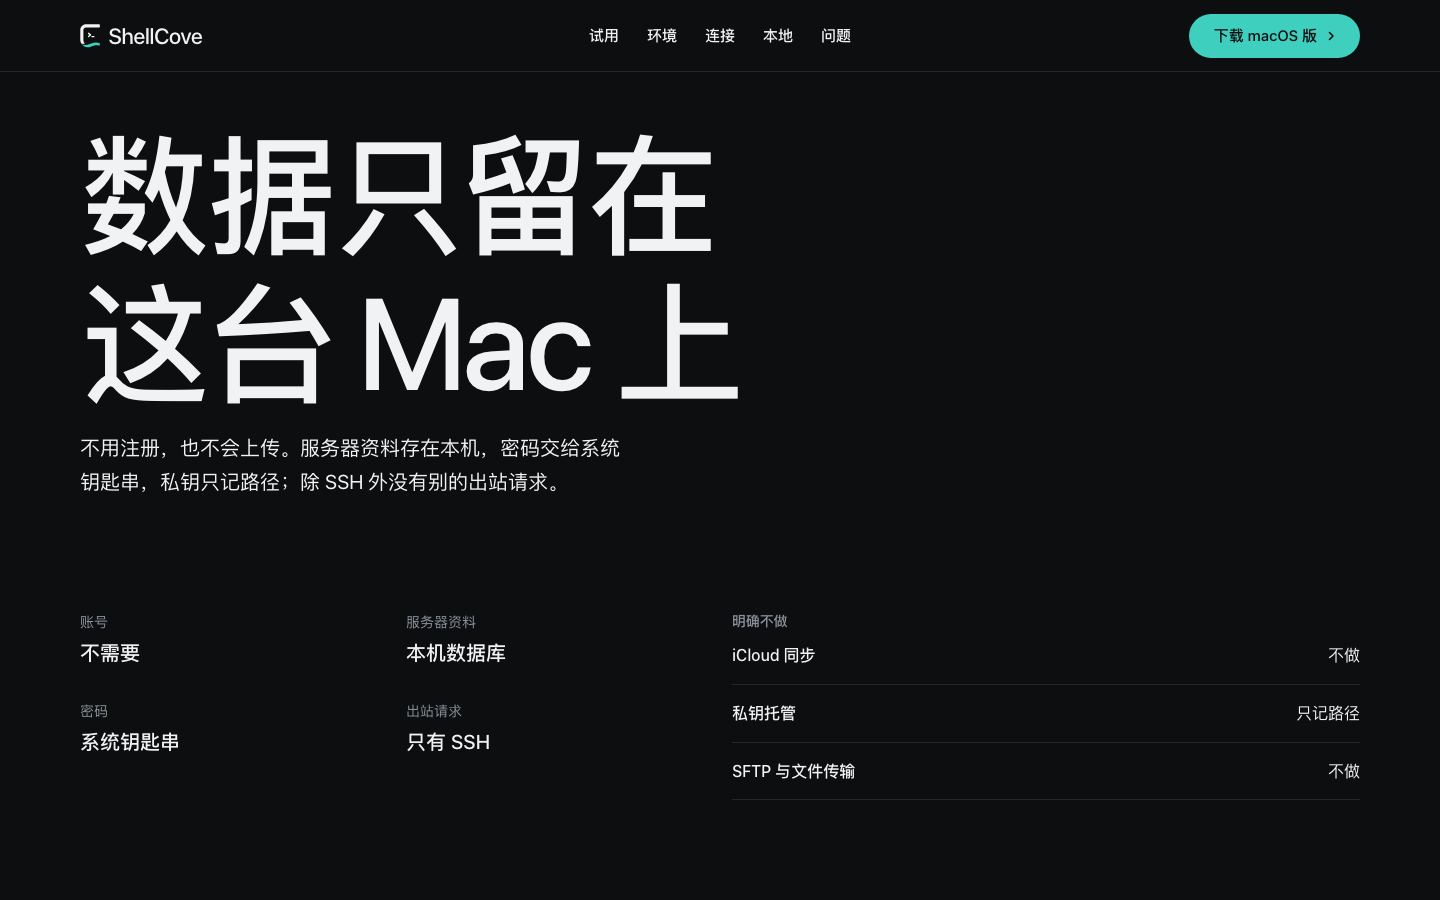 ShellCove
试用
环境
连接
本地
问题
下载 macOS 版
数据只留在
这台 Mac 上
不用注册，也不会上传。服务器资料存在本机，密码交给系统
钥匙串，私钥只记路径；除 SSH 外没有别的出站请求。
账号
不需要
服务器资料
本机数据库
密码
系统钥匙串
出站请求
只有 SSH
明确不做
iCloud 同步 不做
私钥托管 只记路径
SFTP 与文件传输 不做